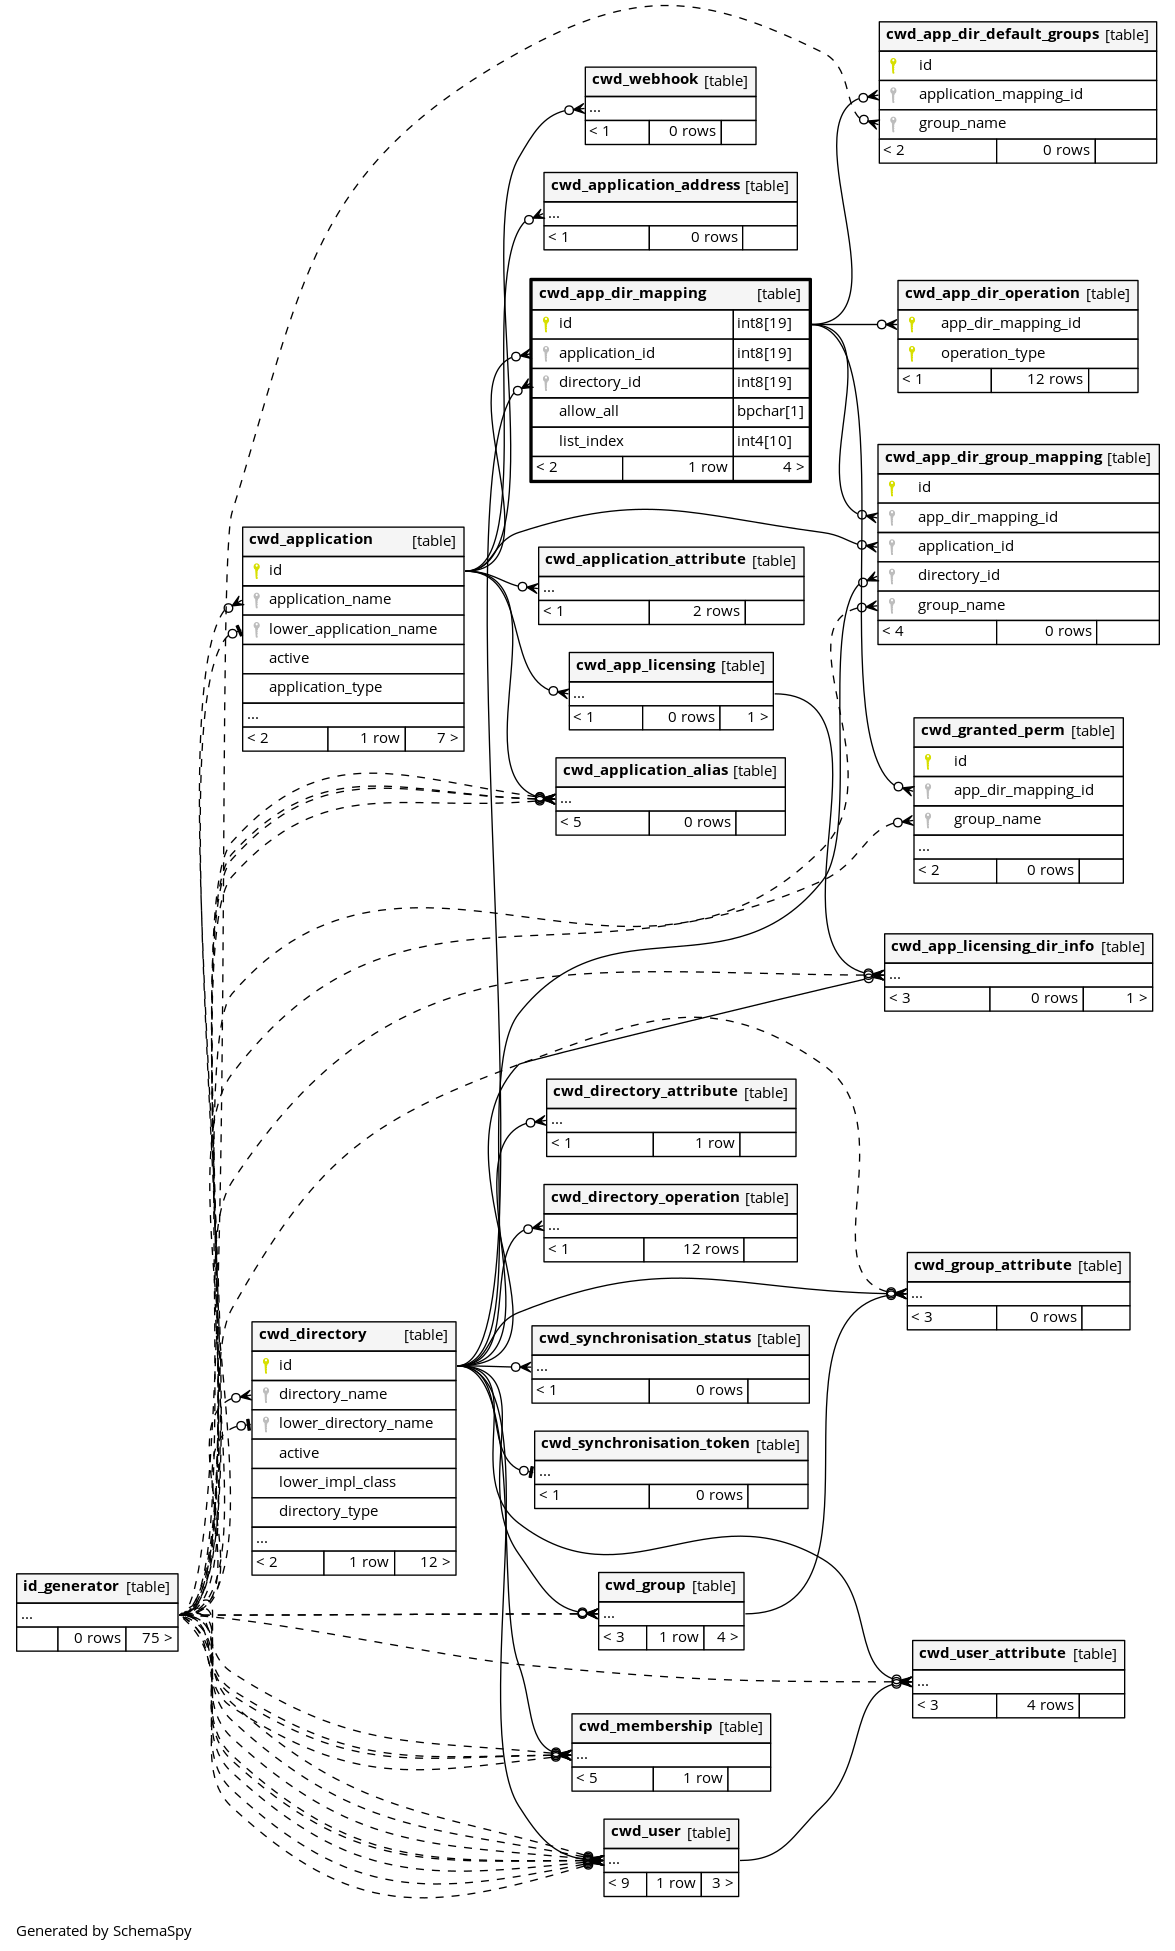 cwd_app_dir_default_groups [table]
id
application_mapping_id
group_name
< 2 0 rows
cwd_webhook [table]
...
< 1 0 rows
cwd_application_address [table]
...
< 1 0 rows
cwd_app_dir_mapping [table]
id int8[19]
application_id int8[19]
directory_id int8[19]
allow_all bpchar[1]
list_index int4[10]
< 2 1 row 4 >
cwd_app_dir_operation [table]
app_dir_mapping_id
operation_type
< 1 12 rows
cwd_app_dir_group_mapping [table]
id
app_dir_mapping_id
application_id
directory_id
group_name
< 4 0 rows
cwd_application [table]
id
application_name
lower_application_name
active
application_type
...
< 2 1 row 7 >
cwd_application_attribute [table]
...
< 1 2 rows
cwd_app_licensing [table]
...
< 1 0 rows 1 >
cwd_application_alias [table]
...
< 5 0 rows
cwd_granted_perm [table]
id
app_dir_mapping_id
group_name
...
< 2 0 rows
cwd_app_licensing_dir_info [table]
...
< 3 0 rows 1 >
cwd_directory_attribute [table]
...
< 1 1 row
cwd_directory_operation [table]
...
< 1 12 rows
cwd_group_attribute [table]
...
< 3 0 rows
cwd_directory [table]
id
directory_name
lower_directory_name
active
lower_impl_class
directory_type
...
< 2 1 row 12 >
cwd_synchronisation_status [table]
...
< 1 0 rows
cwd_synchronisation_token [table]
...
< 1 0 rows
id_generator [table]
...
0 rows 75 >
cwd_group [table]
...
< 3 1 row 4 >
cwd_user_attribute [table]
...
< 3 4 rows
cwd_membership [table]
...
< 5 1 row
cwd_user [table]
...
< 9 1 row 3 >
Generated by SchemaSpy